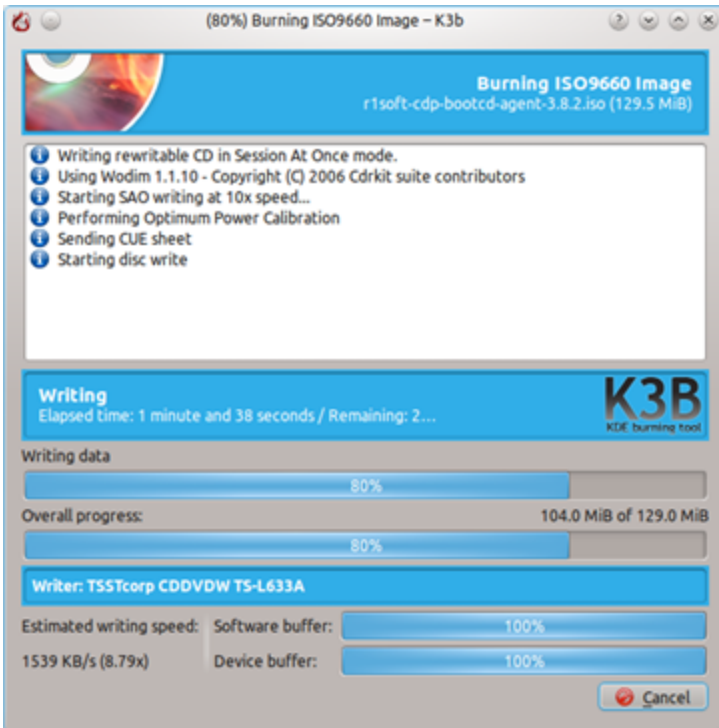 (80%) Burning ISO9660 Image – K3b
Burning ISO9660 Image
r1soft-cdp-bootcd-agent-3.8.2.iso (129.5 MiB)
Writing rewritable CD in Session At Once mode.
Using Wodim 1.1.10 - Copyright (C) 2006 Cdrkit suite contributors
Starting SAO writing at 10x speed...
Performing Optimum Power Calibration
Sending CUE sheet
Starting disc write
Writing
Elapsed time: 1 minute and 38 seconds / Remaining: 2...
K3B
KDE burning tool
Writing data
80%
Overall progress: 104.0 MiB of 129.0 MiB
80%
Writer: TSSTcorp CDDVDW TS-L633A
Estimated writing speed: Software buffer: 100%
1539 KB/s (8.79x) Device buffer: 100%
Cancel